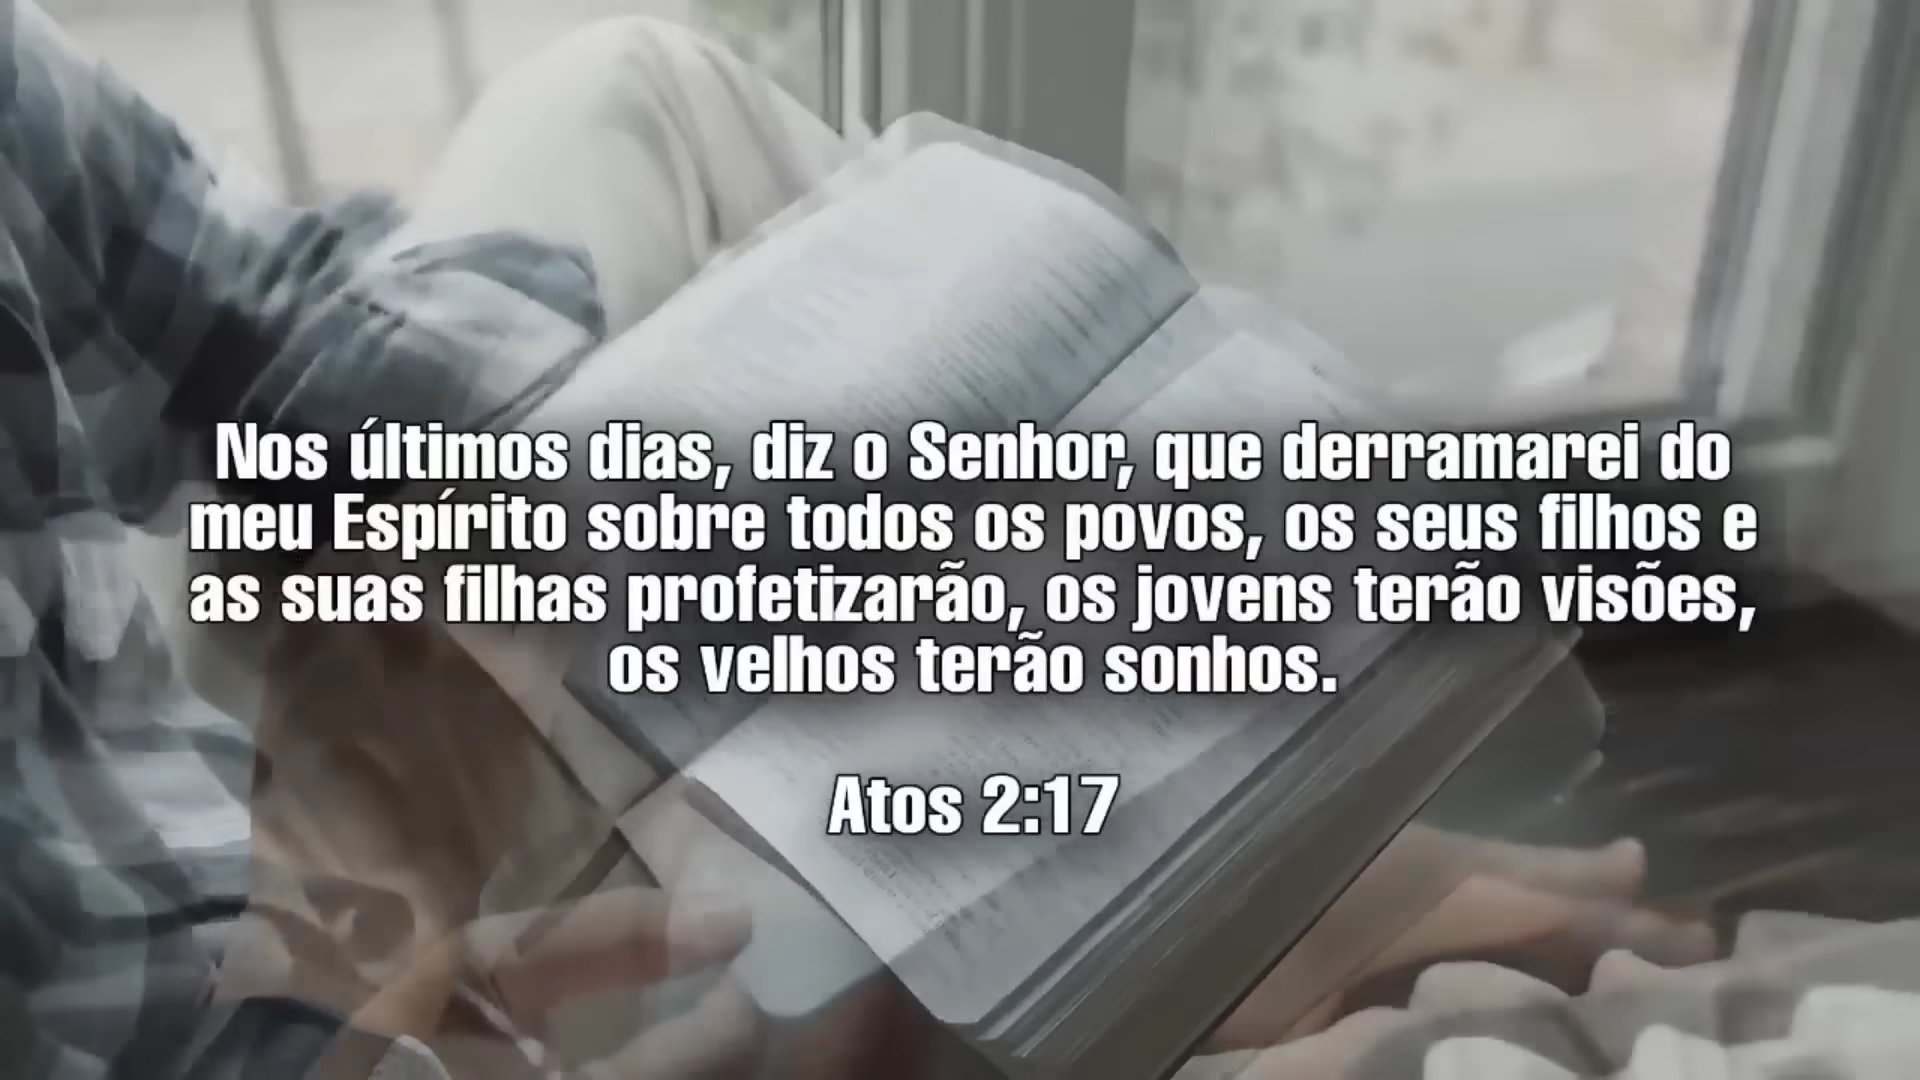 Nos últimos dias, diz o Senhor, que derramarei do
meu Espírito sobre todos os povos, os seus filhos e
as suas filhas profetizarão, os jovens terão visões,
os velhos terão sonhos.
Atos 2:17